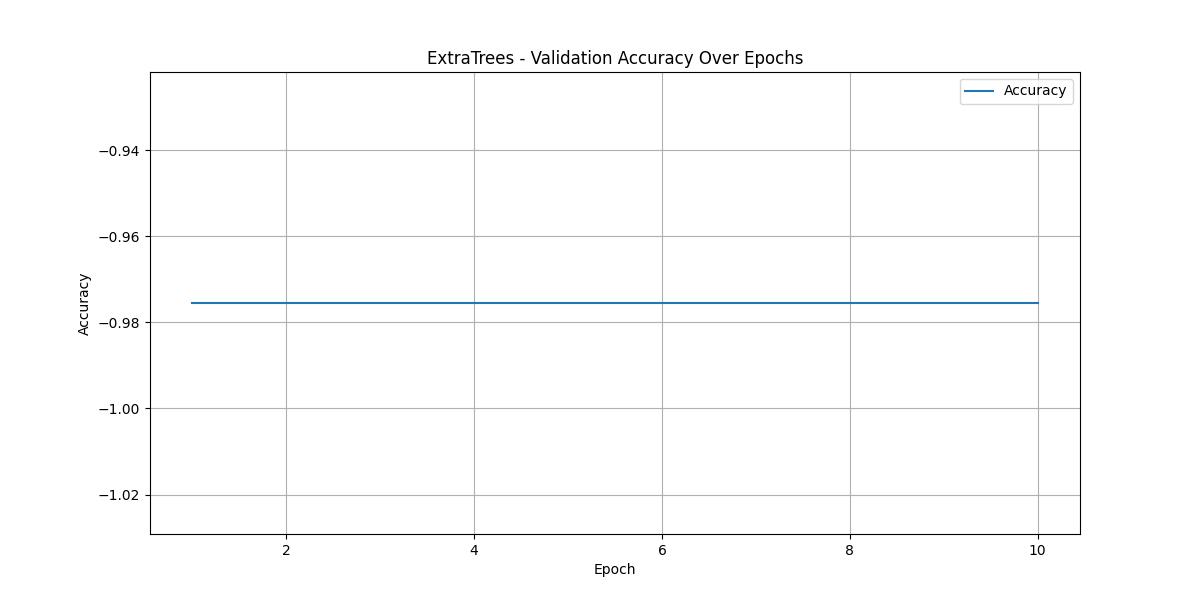 ExtraTrees - Validation Accuracy Over Epochs
Accuracy
−0.94
−0.96
−0.98
−1.00
−1.02
Accuracy
2 4 6 8 10
Epoch